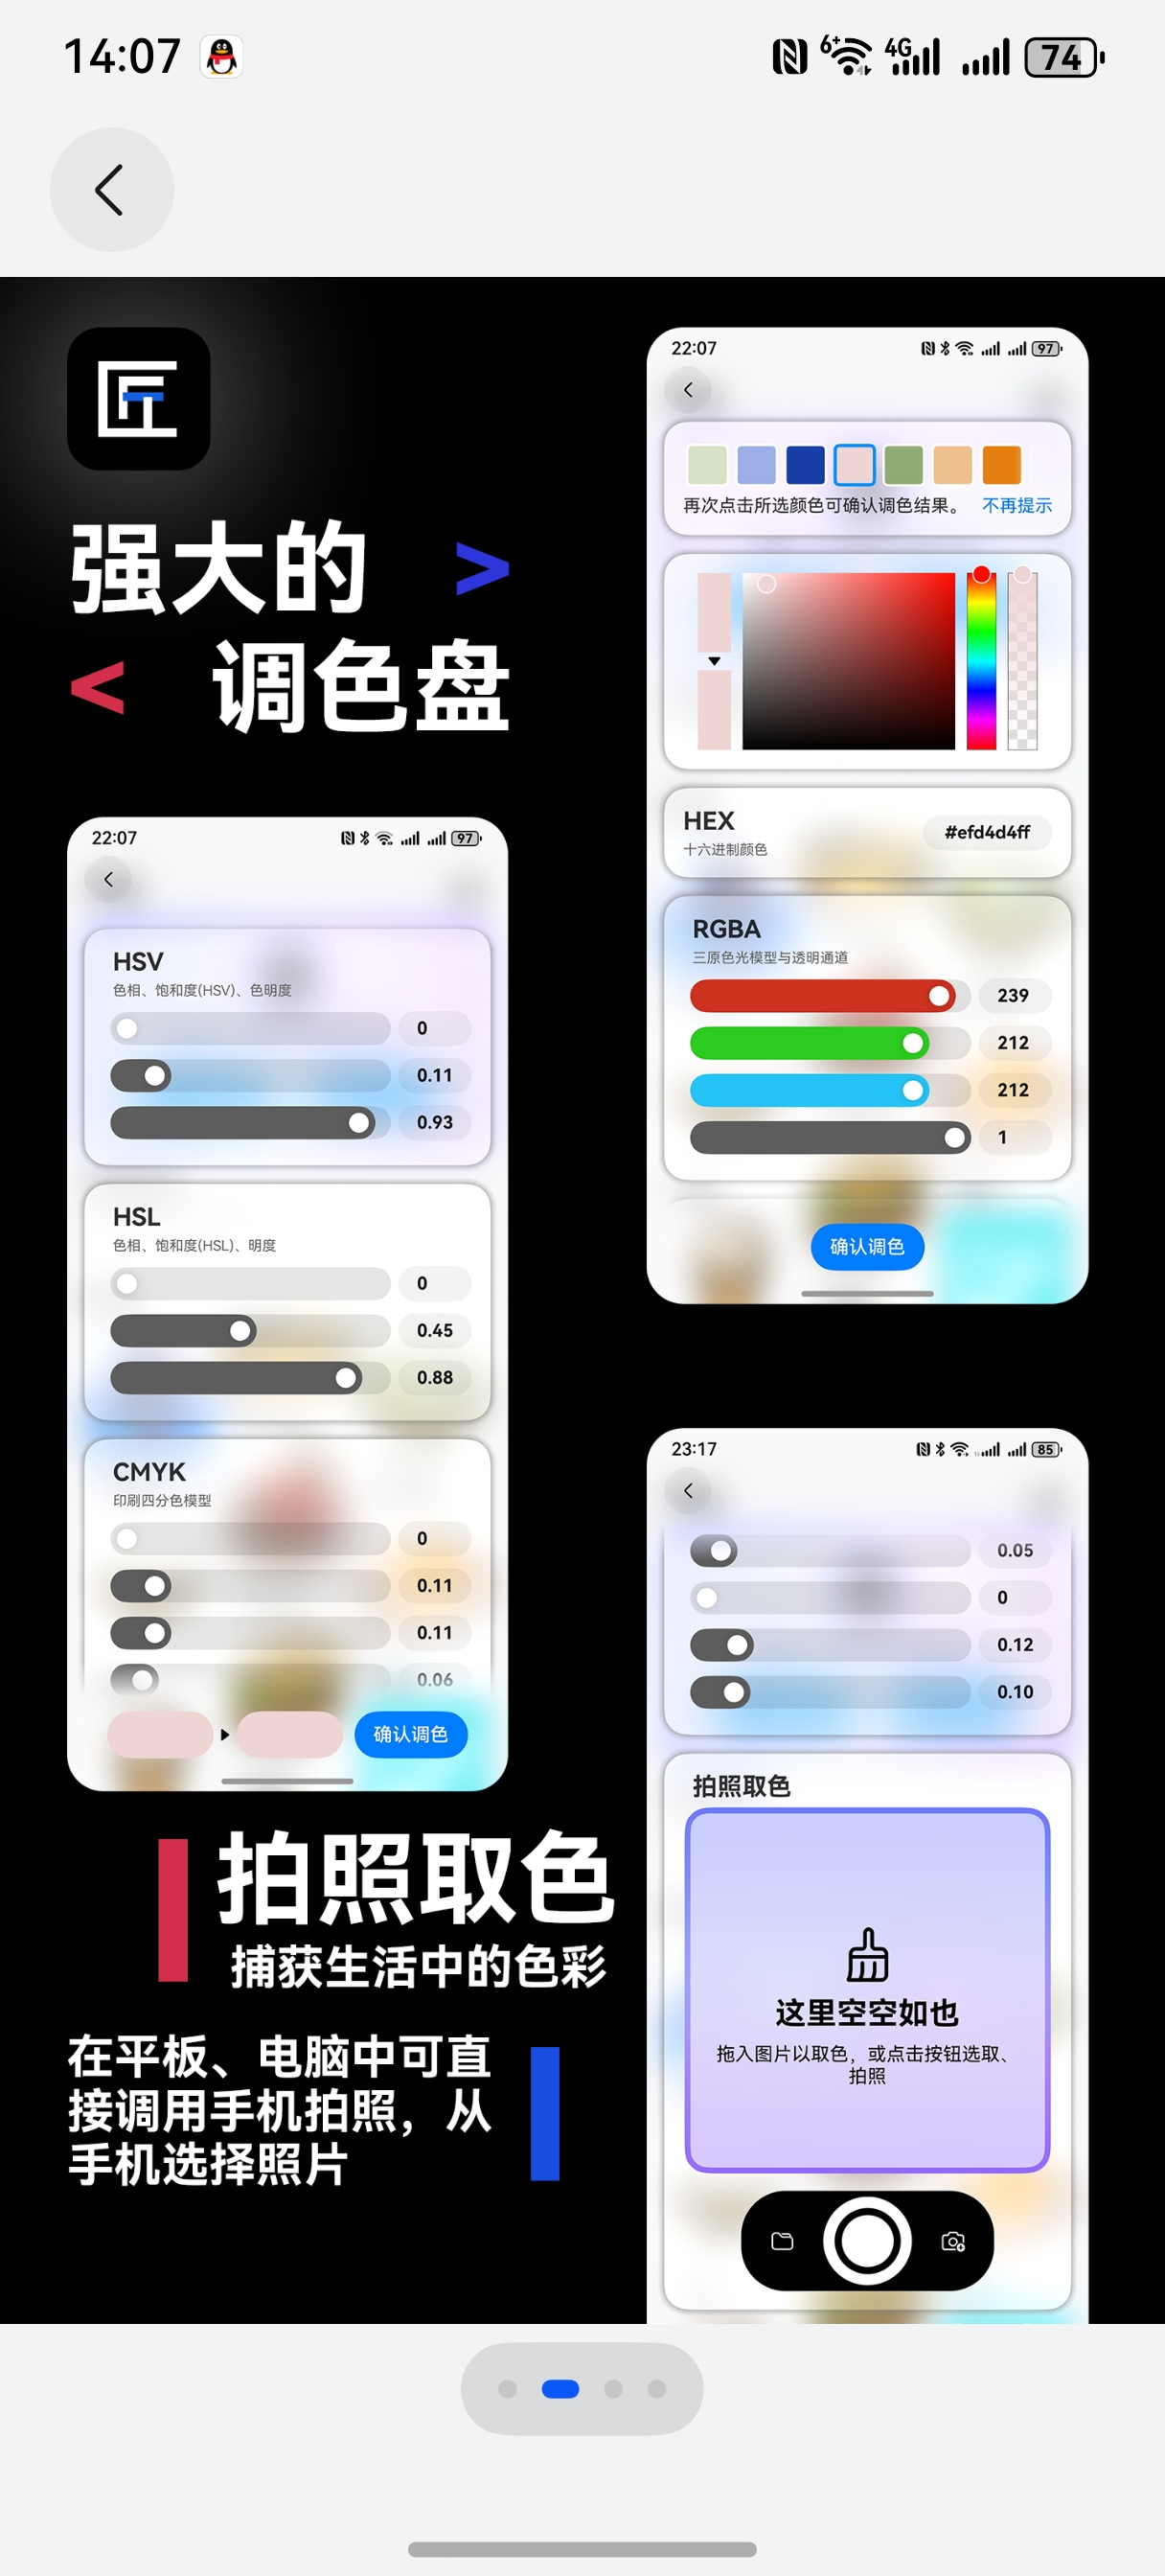 14:07
6+
4G
74
匠
强大的 >
< 调色盘
22:07
97
再次点击所选颜色可确认调色结果。 不再提示
HEX
十六进制颜色
#efd4d4ff
RGBA
三原色光模型与透明通道
239
212
212
1
确认调色
22:07
97
HSV
色相、饱和度(HSV)、色明度
0
0.11
0.93
HSL
色相、饱和度(HSL)、明度
0
0.45
0.88
CMYK
印刷四分色模型
0
0.11
0.11
0.06
确认调色
23:17
85
0.05
0
0.12
0.10
拍照取色
这里空空如也
拖入图片以取色，或点击按钮选取、
拍照
拍照取色
捕获生活中的色彩
在平板、电脑中可直
接调用手机拍照，从
手机选择照片